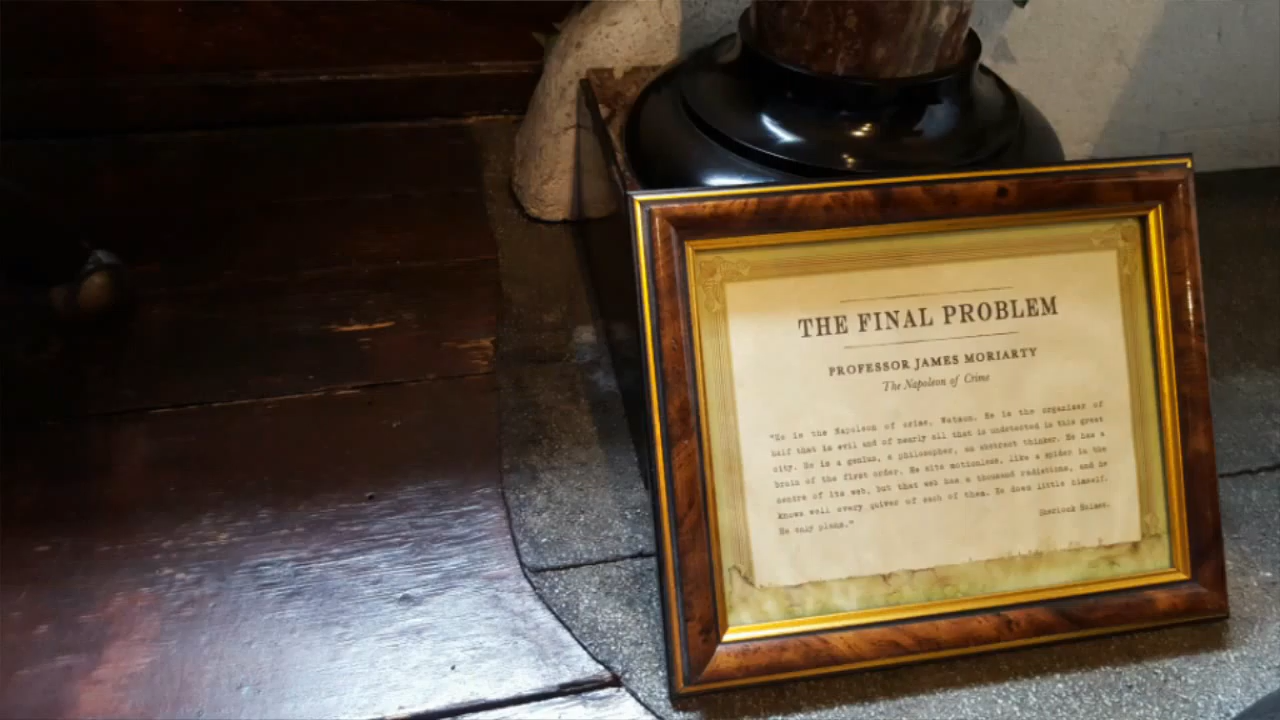 THE FINAL PROBLEM
PROFESSOR JAMES MORIARTY
The Napoleon of Crime
"He is the Napoleon of crime, Watson. He is the organizer of
half that is evil and of nearly all that is undetected in this great
city. He is a genius, a philosopher, an abstract thinker. He has a
brain of the first order. He sits motionless, like a spider in the
centre of its web, but that web has a thousand radiations, and he
knows well every quiver of each of them. He does little himself.
He only plans."
Sherlock Holmes.